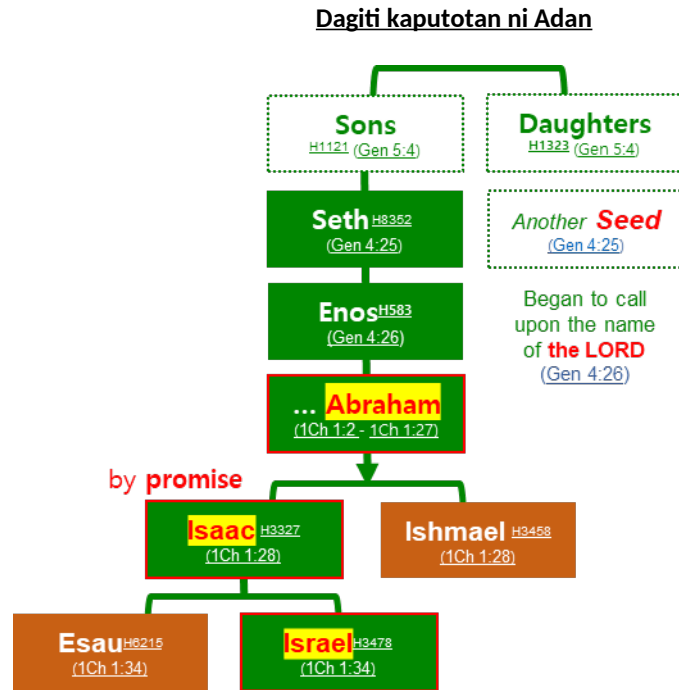 Dagiti kaputotan ni Adan
Sons
H1121 (Gen 5:4)
Daughters
H1323 (Gen 5:4)
Seth H8352
(Gen 4:25)
Another Seed
(Gen 4:25)
Enos H583
(Gen 4:26)
Began to call
upon the name
of the LORD
(Gen 4:26)
... Abraham
(1Ch 1:2 - 1Ch 1:27)
by promise
Isaac H3327
(1Ch 1:28)
Ishmael H3458
(1Ch 1:28)
Esau H6215
(1Ch 1:34)
Israel H3478
(1Ch 1:34)